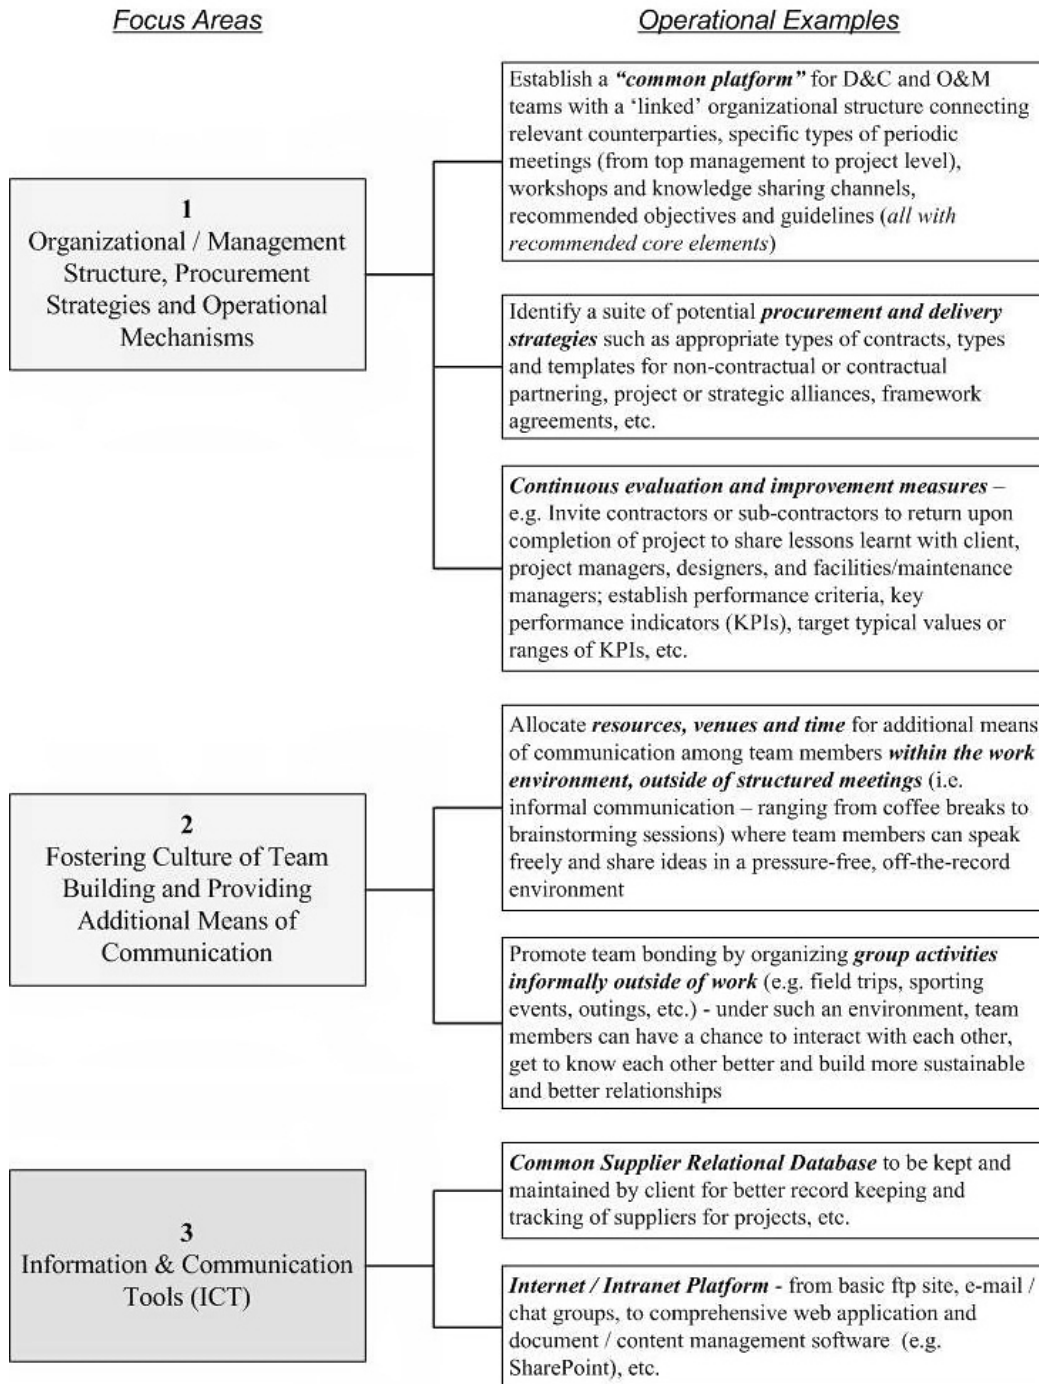 Focus Areas
Operational Examples
1
Organizational / Management
Structure, Procurement
Strategies and Operational
Mechanisms
Establish a “common platform” for D&C and O&M
teams with a ‘linked’ organizational structure connecting
relevant counterparties, specific types of periodic
meetings (from top management to project level),
workshops and knowledge sharing channels,
recommended objectives and guidelines (all with
recommended core elements)
Identify a suite of potential procurement and delivery
strategies such as appropriate types of contracts, types
and templates for non-contractual or contractual
partnering, project or strategic alliances, framework
agreements, etc.
Continuous evaluation and improvement measures –
e.g. Invite contractors or sub-contractors to return upon
completion of project to share lessons learnt with client,
project managers, designers, and facilities/maintenance
managers; establish performance criteria, key
performance indicators (KPIs), target typical values or
ranges of KPIs, etc.
2
Fostering Culture of Team
Building and Providing
Additional Means of
Communication
Allocate resources, venues and time for additional means
of communication among team members within the work
environment, outside of structured meetings (i.e.
informal communication – ranging from coffee breaks to
brainstorming sessions) where team members can speak
freely and share ideas in a pressure-free, off-the-record
environment
Promote team bonding by organizing group activities
informally outside of work (e.g. field trips, sporting
events, outings, etc.) - under such an environment, team
members can have a chance to interact with each other,
get to know each other better and build more sustainable
and better relationships
3
Information & Communication
Tools (ICT)
Common Supplier Relational Database to be kept and
maintained by client for better record keeping and
tracking of suppliers for projects, etc.
Internet / Intranet Platform - from basic ftp site, e-mail /
chat groups, to comprehensive web application and
document / content management software (e.g.
SharePoint), etc.